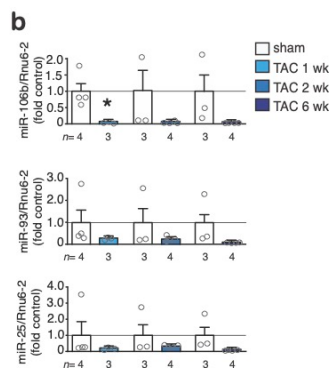 b
sham
TAC 1 wk
TAC 2 wk
TAC 6 wk
miR-106b/Rnu6-2
(fold control)
2.0
1.5
1.0
0.5
0
*
n= 4 3 3 4 3 4
miR-93/Rnu6-2
(fold control)
3.0
2.0
1.0
0
n= 4 3 3 4 3 4
miR-25/Rnu6-2
(fold control)
4.0
3.0
2.0
1.0
0
n= 4 3 3 4 3 4